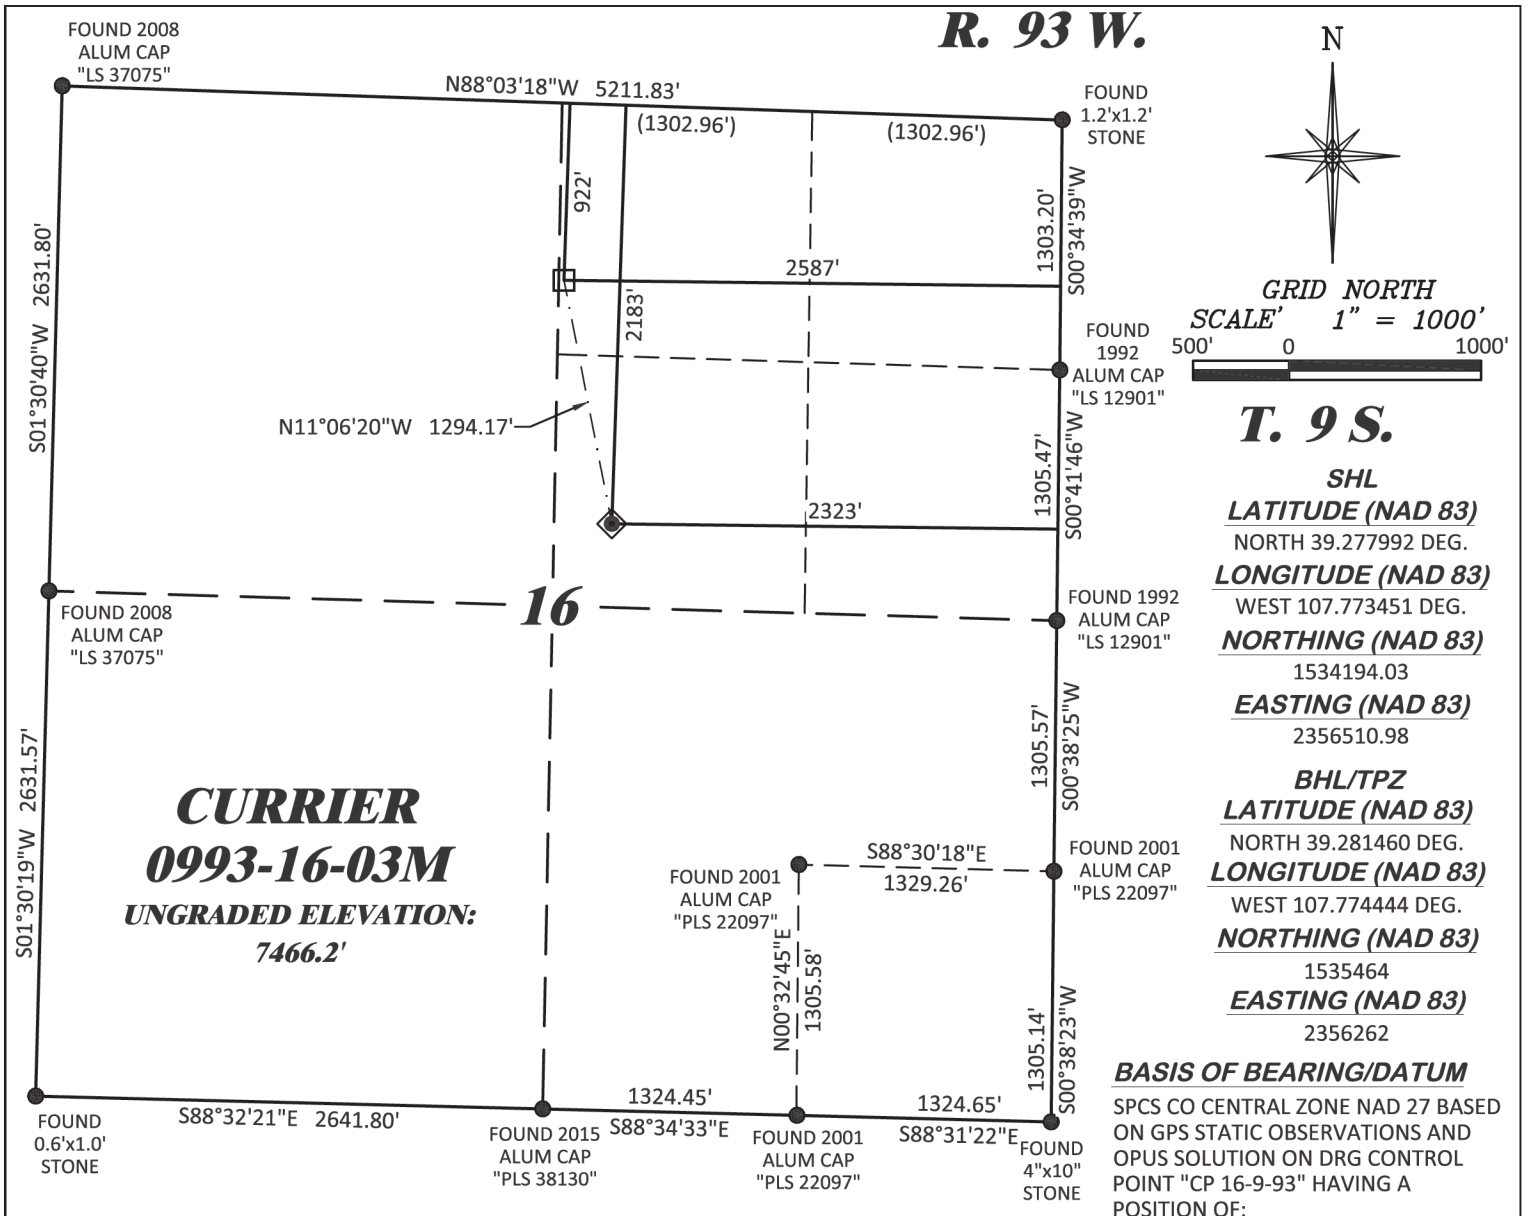 R. 93 W.
N
FOUND 2008
ALUM CAP
"LS 37075"
N88°03'18"W 5211.83'
(1302.96')
(1302.96')
FOUND
1.2'x1.2'
STONE
922'
1303.20'
S00°34'39"W
2587'
2183'
S01°30'40"W 2631.80'
GRID NORTH
SCALE' 1" = 1000'
500' 0 1000'
FOUND
1992
ALUM CAP
"LS 12901"
N11°06'20"W 1294.17'
1305.47'
S00°41'46"W
2323'
T. 9 S.
SHL
LATITUDE (NAD 83)
NORTH 39.277992 DEG.
LONGITUDE (NAD 83)
WEST 107.773451 DEG.
NORTHING (NAD 83)
1534194.03
EASTING (NAD 83)
2356510.98
BHL/TPZ
LATITUDE (NAD 83)
NORTH 39.281460 DEG.
LONGITUDE (NAD 83)
WEST 107.774444 DEG.
NORTHING (NAD 83)
1535464
EASTING (NAD 83)
2356262
16
FOUND 2008
ALUM CAP
"LS 37075"
FOUND 1992
ALUM CAP
"LS 12901"
1305.57'
S00°38'25"W
S01°30'19"W 2631.57'
CURRIER
0993-16-03M
UNGRADED ELEVATION:
7466.2'
S88°30'18"E
1329.26'
FOUND 2001
ALUM CAP
"PLS 22097"
FOUND 2001
ALUM CAP
"PLS 22097"
N00°32'45"E
1305.58'
1305.14'
S00°38'23"W
FOUND
0.6'x1.0'
STONE
S88°32'21"E 2641.80'
FOUND 2015
ALUM CAP
"PLS 38130"
1324.45'
S88°34'33"E
FOUND 2001
ALUM CAP
"PLS 22097"
1324.65'
S88°31'22"E
FOUND
4"x10"
STONE
BASIS OF BEARING/DATUM
SPCS CO CENTRAL ZONE NAD 27 BASED
ON GPS STATIC OBSERVATIONS AND
OPUS SOLUTION ON DRG CONTROL
POINT "CP 16-9-93" HAVING A
POSITION OF: